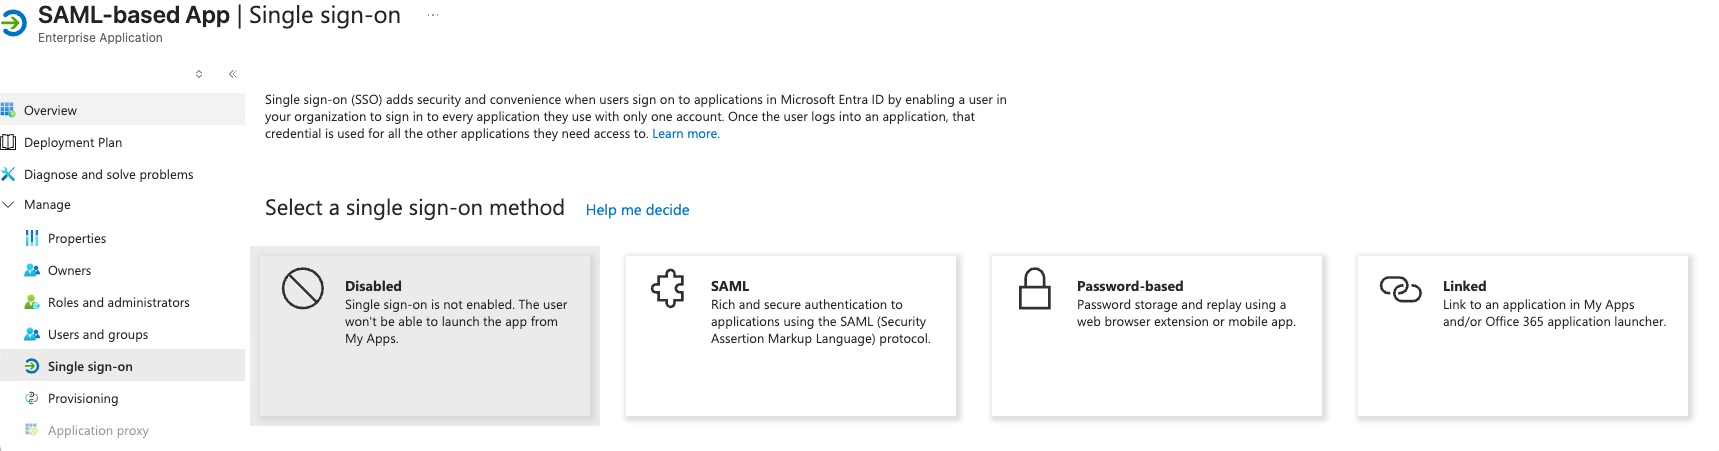 SAML-based App | Single sign-on ...
Enterprise Application
Overview
Deployment Plan
Diagnose and solve problems
Manage
Properties
Owners
Roles and administrators
Users and groups
Single sign-on
Provisioning
Application proxy
Single sign-on (SSO) adds security and convenience when users sign on to applications in Microsoft Entra ID by enabling a user in
your organization to sign in to every application they use with only one account. Once the user logs into an application, that
credential is used for all the other applications they need access to. Learn more.
Select a single sign-on method Help me decide
Disabled
Single sign-on is not enabled. The user
won't be able to launch the app from
My Apps.
SAML
Rich and secure authentication to
applications using the SAML (Security
Assertion Markup Language) protocol.
Password-based
Password storage and replay using a
web browser extension or mobile app.
Linked
Link to an application in My Apps
and/or Office 365 application launcher.